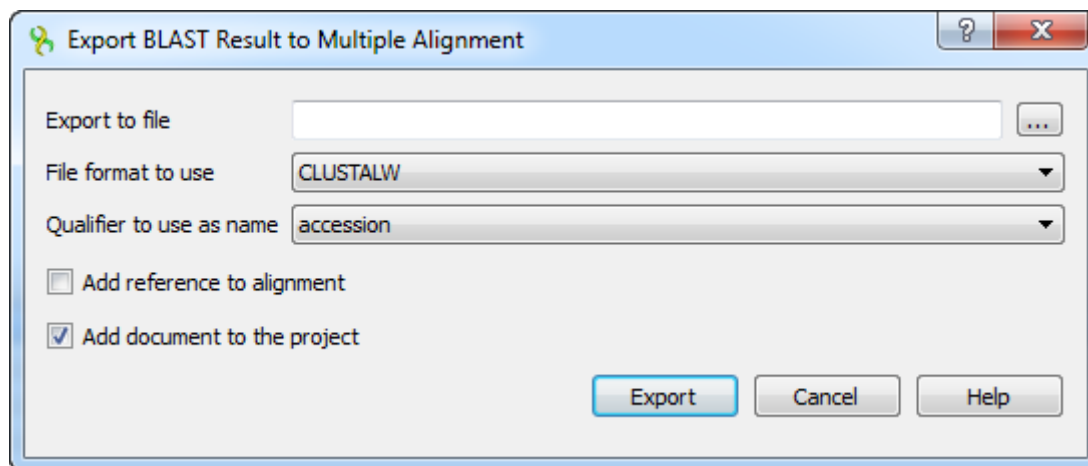 Export BLAST Result to Multiple Alignment
Export to file
...
File format to use CLUSTALW
Qualifier to use as name accession
Add reference to alignment
Add document to the project
Export Cancel Help